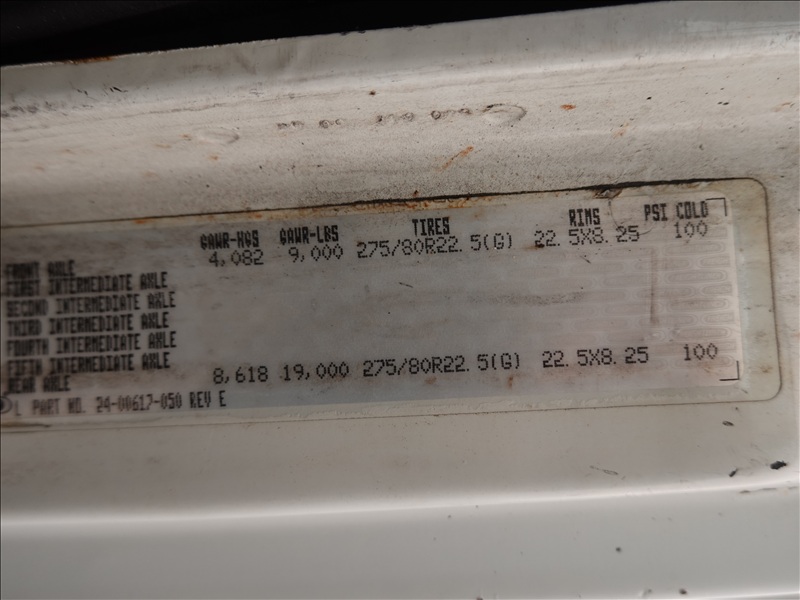 GAWR-KGS GAWR-LBS TIRES RIMS PSI COLD
FRONT AXLE 4,082 9,000 275/80R22.5(G) 22.5X8.25 100
FIRST INTERMEDIATE AXLE
SECOND INTERMEDIATE AXLE
THIRD INTERMEDIATE AXLE
FOURTH INTERMEDIATE AXLE
FIFTH INTERMEDIATE AXLE
REAR AXLE 8,618 19,000 275/80R22.5(G) 22.5X8.25 100
L PART NO. 24-00617-050 REV E